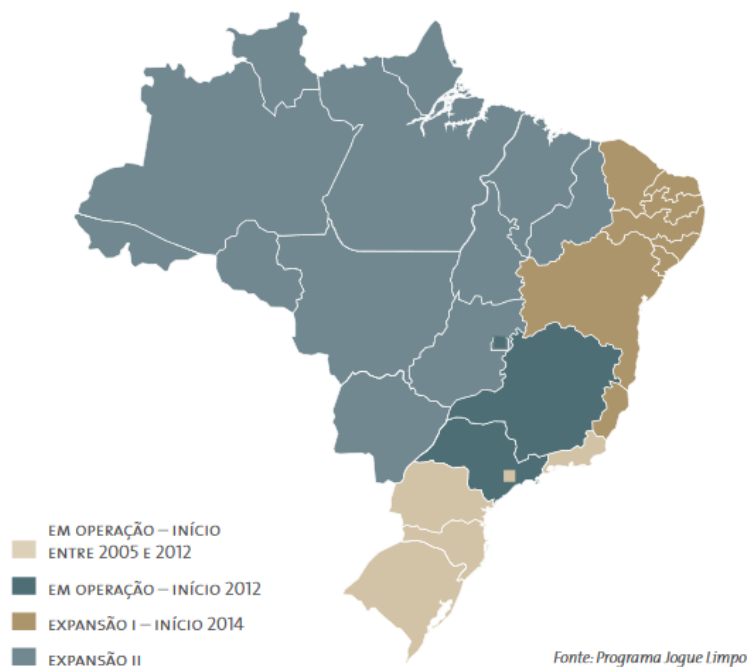 EM OPERAÇÃO – INÍCIO
ENTRE 2005 E 2012
EM OPERAÇÃO – INÍCIO 2012
EXPANSÃO I – INÍCIO 2014
EXPANSÃO II
Fonte: Programa Jogue Limpo